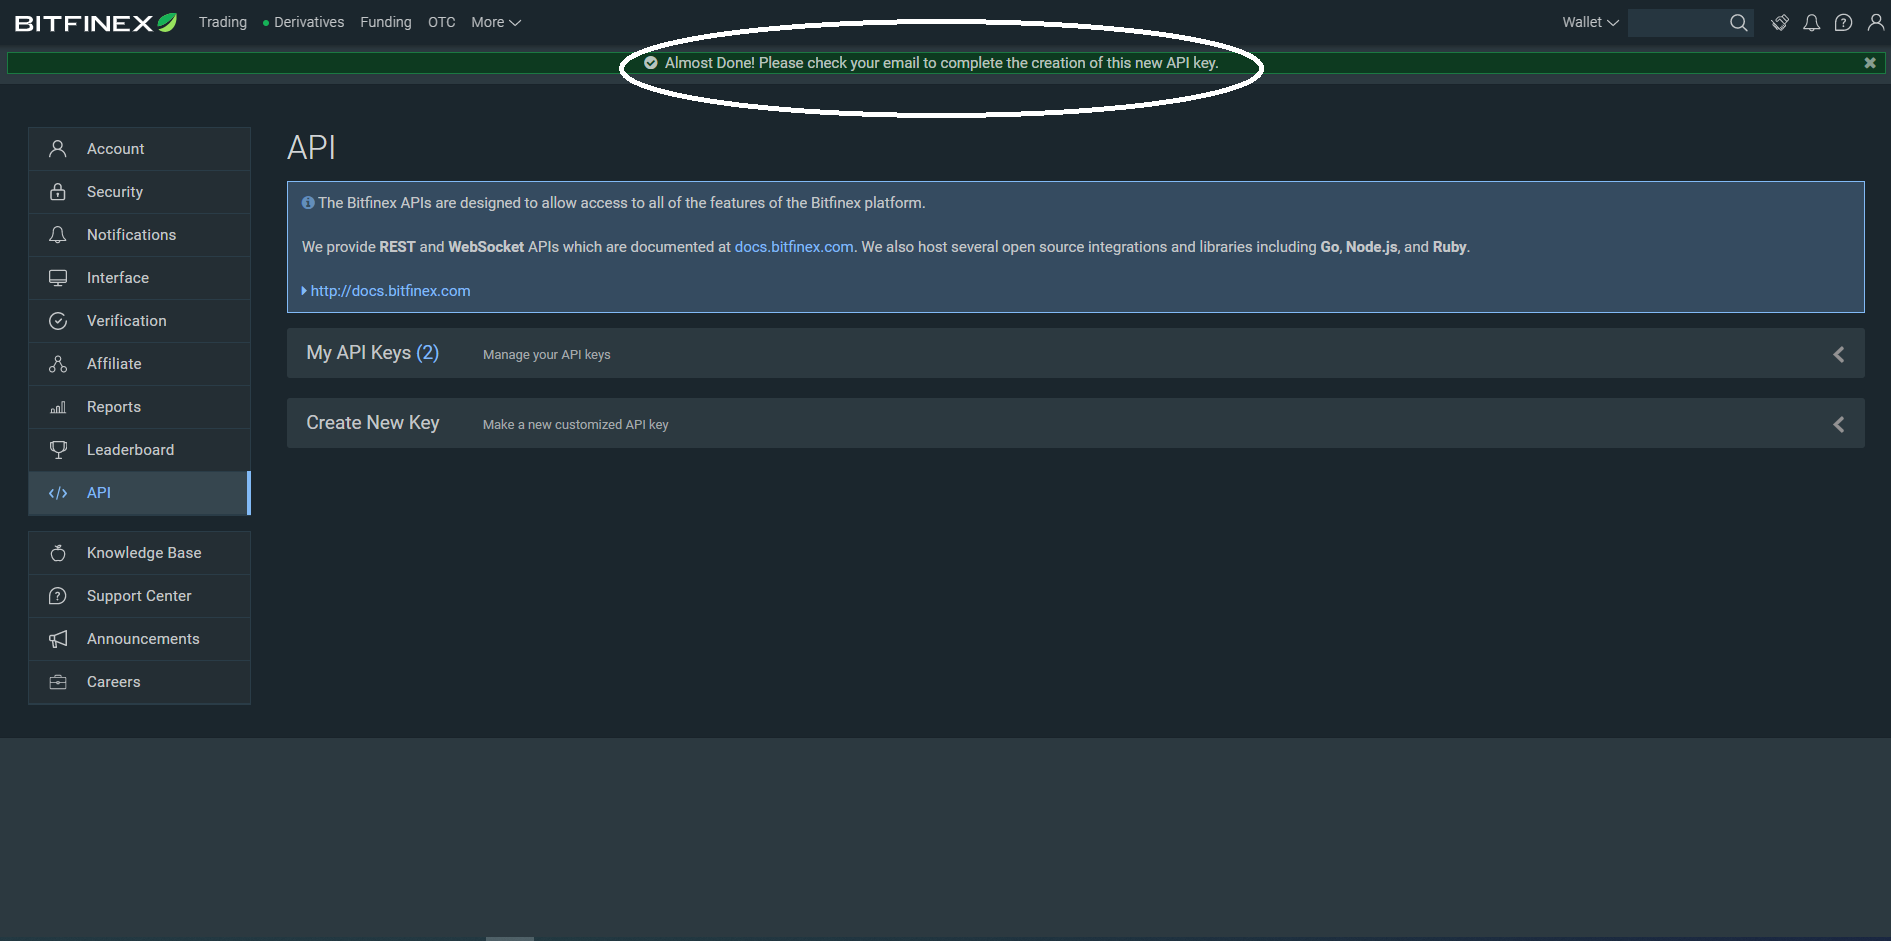 BITFINEX Trading Derivatives Funding OTC More Wallet
Almost Done! Please check your email to complete the creation of this new API key.
Account
Security
Notifications
Interface
Verification
Affiliate
Reports
Leaderboard
API
Knowledge Base
Support Center
Announcements
Careers
API
The Bitfinex APIs are designed to allow access to all of the features of the Bitfinex platform.
We provide REST and WebSocket APIs which are documented at docs.bitfinex.com. We also host several open source integrations and libraries including Go, Node.js, and Ruby.
http://docs.bitfinex.com
My API Keys (2) Manage your API keys
Create New Key Make a new customized API key